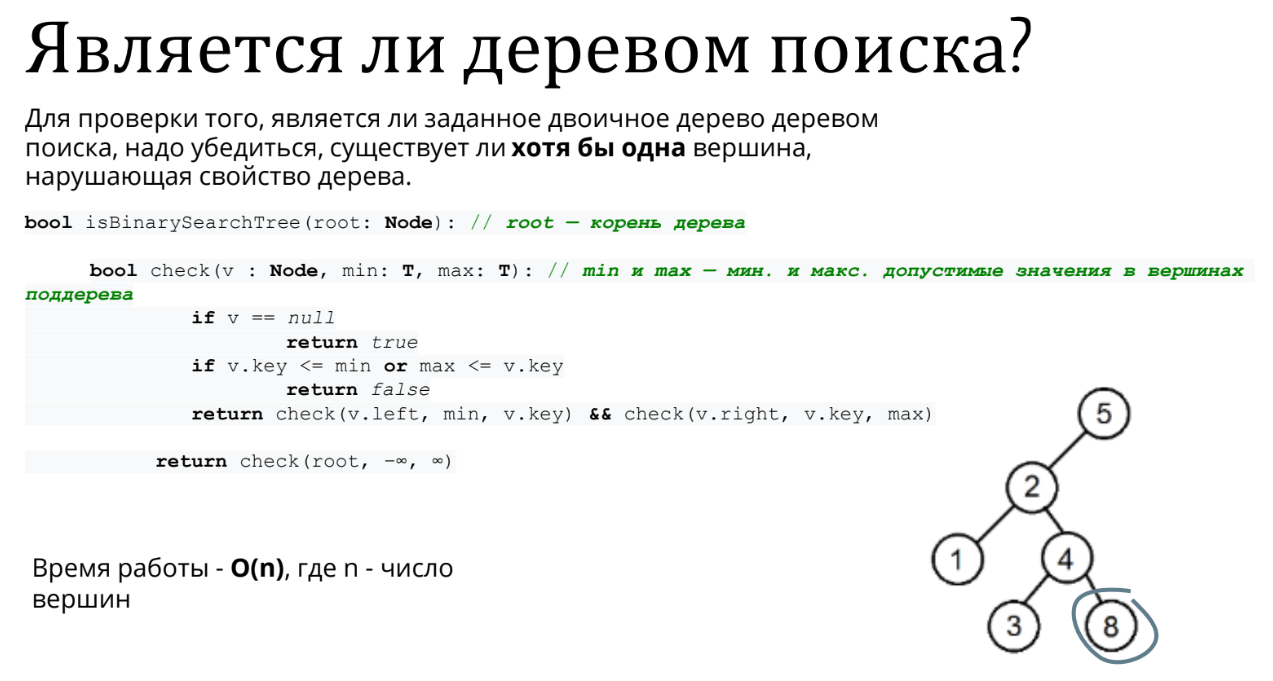 Является ли деревом поиска?
Для проверки того, является ли заданное двоичное дерево деревом
поиска, надо убедиться, существует ли хотя бы одна вершина,
нарушающая свойство дерева.
bool isBinarySearchTree(root: Node): // root — корень дерева
bool check(v : Node, min: T, max: T): // min и max — мин. и макс. допустимые значения в вершинах
поддерева
if v == null
return true
if v.key <= min or max <= v.key
return false
return check(v.left, min, v.key) && check(v.right, v.key, max)
return check(root, −∞, ∞)
5
2
1
4
3
8
Время работы - O(n), где n - число
вершин